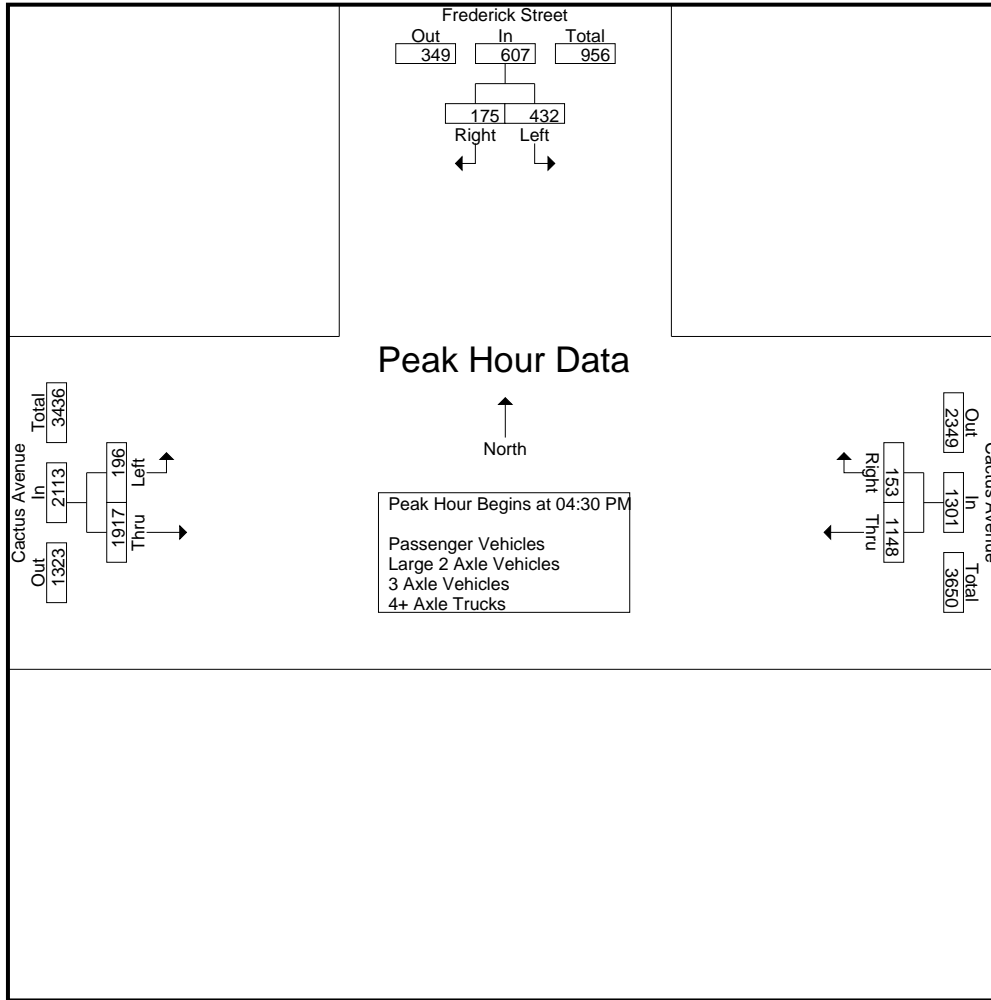 Frederick Street
Out In Total
349 607 956
175 432
Right Left
Peak Hour Data
North
Peak Hour Begins at 04:30 PM
Passenger Vehicles
Large 2 Axle Vehicles
3 Axle Vehicles
4+ Axle Trucks
Cactus Avenue
Out In Total
1323 2113 3436
1917 196
Thru Left
Cactus Avenue
Out In Total
2349 1301 3650
153 1148
Right Thru